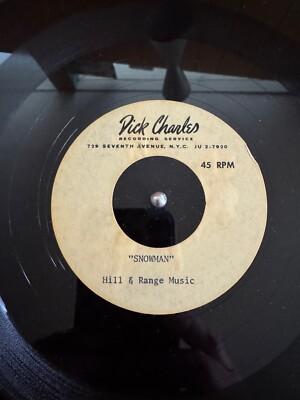 Dick Charles
RECORDING SERVICE
729 SEVENTH AVENUE, N.Y.C. JU 2-7920
45 RPM
"SNOWMAN"
Hill & Range Music